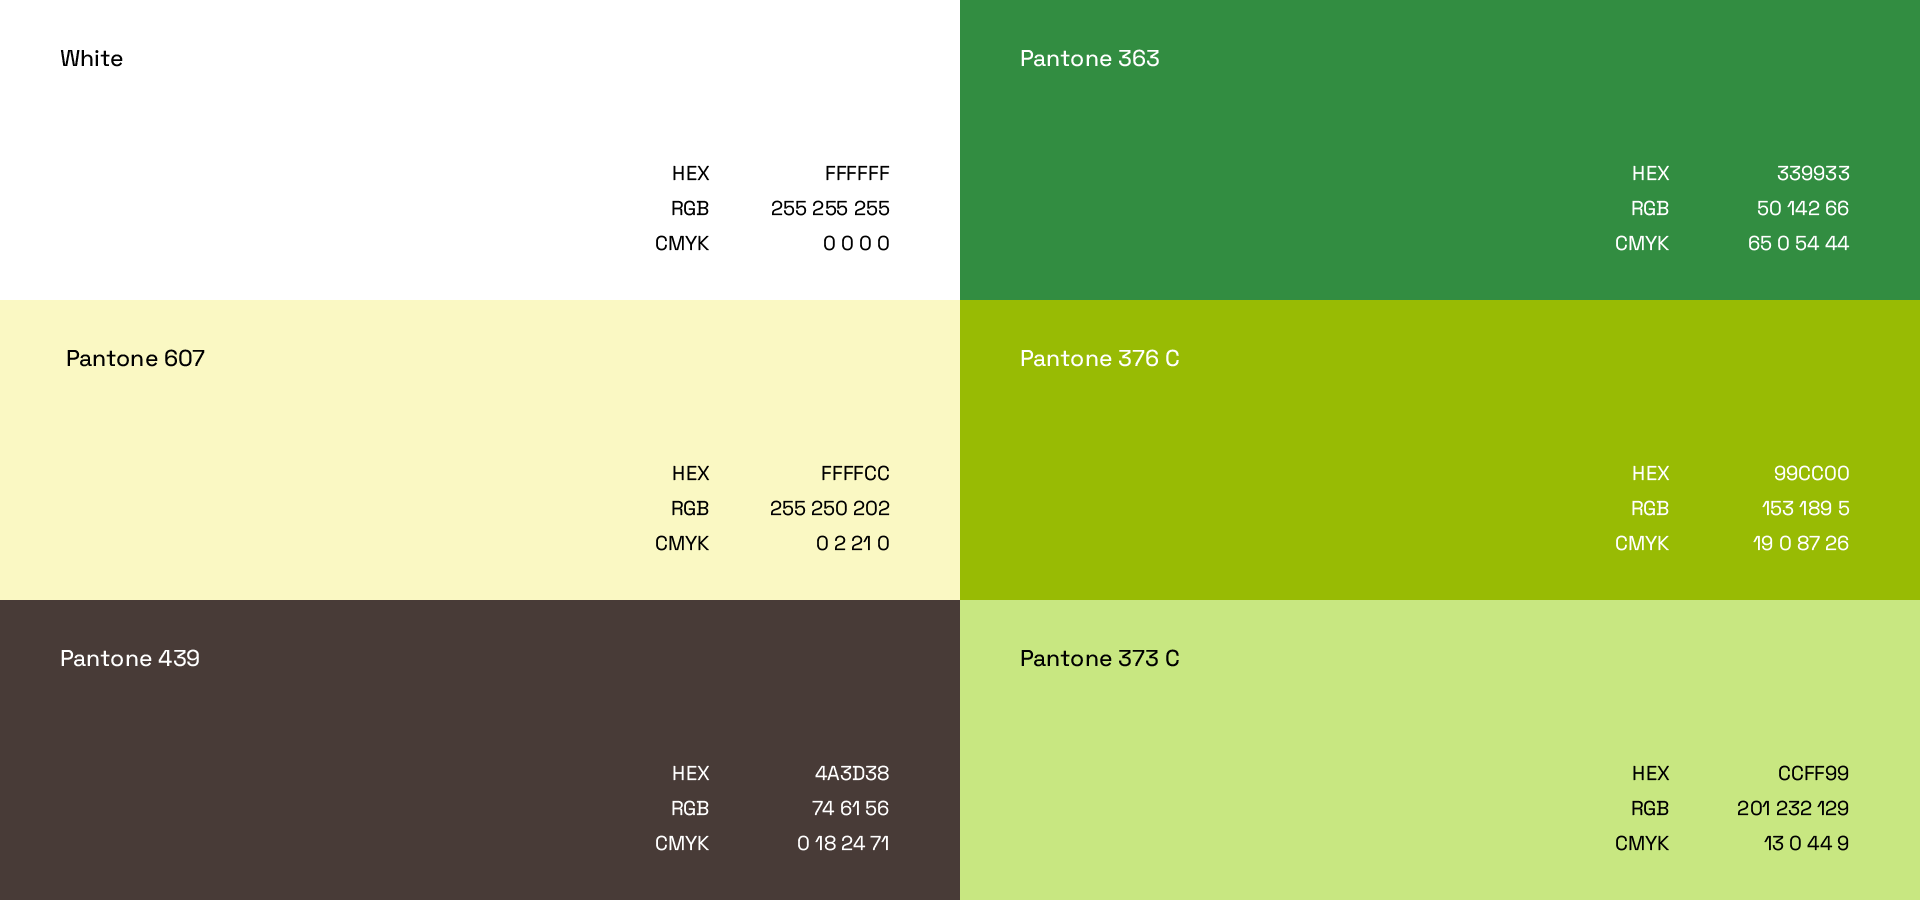 White
HEX FFFFFF
RGB 255 255 255
CMYK 0 0 0 0
Pantone 363
HEX 339933
RGB 50 142 66
CMYK 65 0 54 44
Pantone 607
HEX FFFFCC
RGB 255 250 202
CMYK 0 2 21 0
Pantone 376 C
HEX 99CC00
RGB 153 189 5
CMYK 19 0 87 26
Pantone 439
HEX 4A3D38
RGB 74 61 56
CMYK 0 18 24 71
Pantone 373 C
HEX CCFF99
RGB 201 232 129
CMYK 13 0 44 9